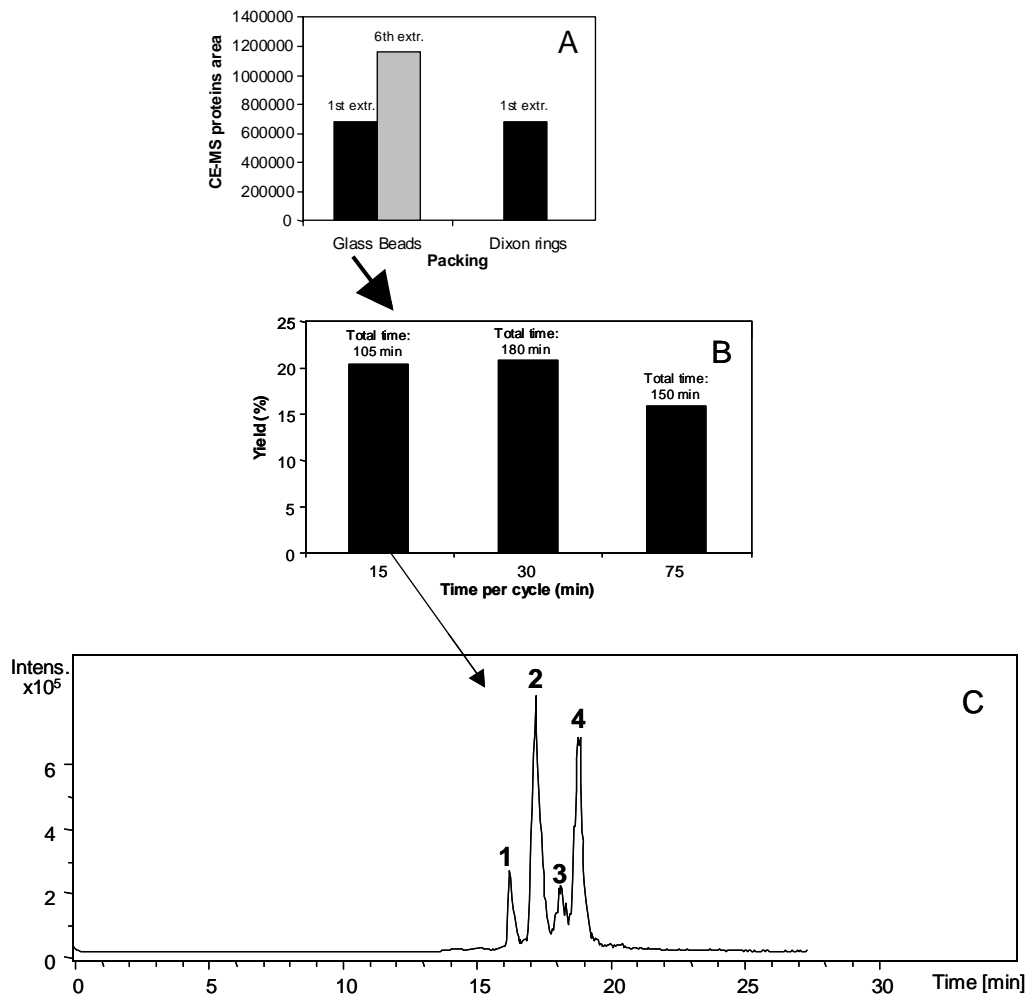 1400000
1200000
1000000
800000
600000
400000
200000
0
CE-MS proteins area
A
6th extr.
1st extr.
1st extr.
Glass Beads
Dixon rings
Packing
25
20
15
10
5
0
Yield (%)
B
Total time:
105 min
Total time:
180 min
Total time:
150 min
15
30
75
Time per cycle (min)
Intens.
x10⁵
6
4
2
0
C
1
2
3
4
0
5
10
15
20
25
30
Time [min]